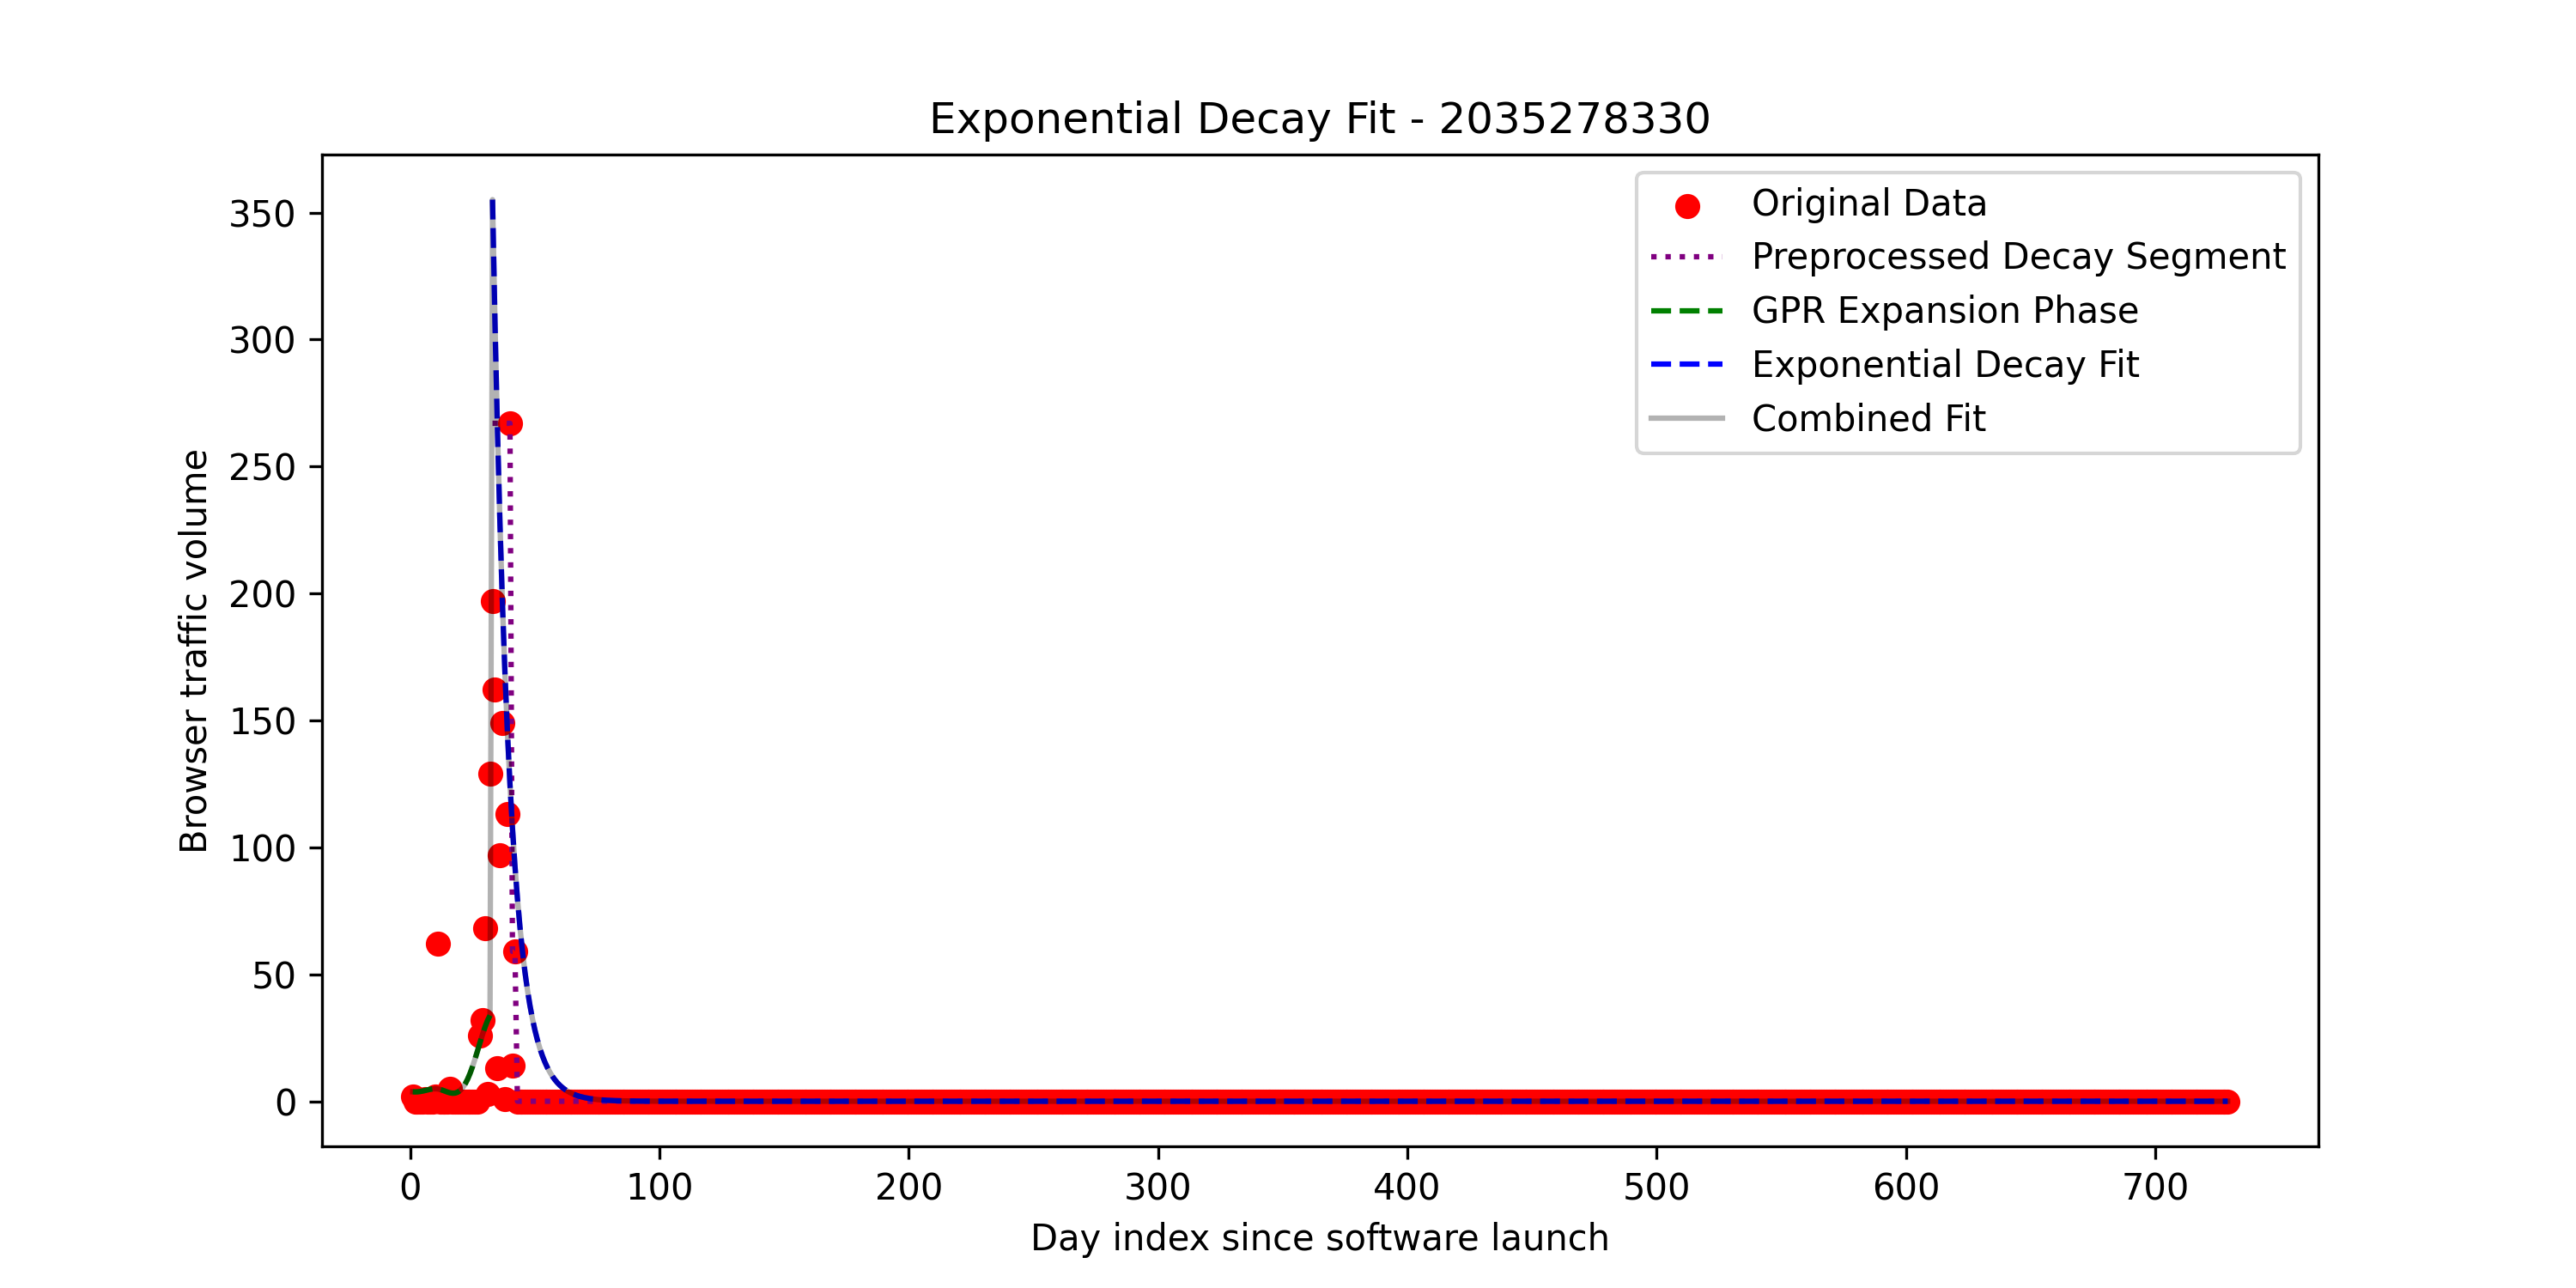 Exponential Decay Fit - 2035278330
Original Data
Preprocessed Decay Segment
GPR Expansion Phase
Exponential Decay Fit
Combined Fit
Browser traffic volume
350
300
250
200
150
100
50
0
0 100 200 300 400 500 600 700
Day index since software launch